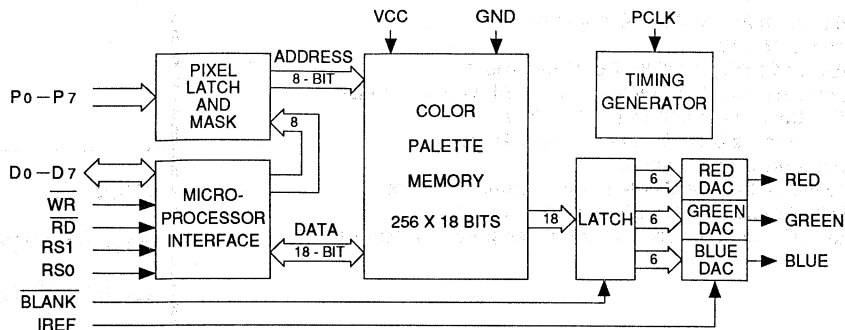 VCC
GND
PCLK
P0-P7
PIXEL
LATCH
AND
MASK
ADDRESS
8 - BIT
8
COLOR
PALETTE
MEMORY
256 X 18 BITS
TIMING
GENERATOR
D0-D7
WR
RD
RS1
RS0
MICRO-
PROCESSOR
INTERFACE
DATA
18 - BIT
18
LATCH
6
6
6
RED
DAC
GREEN
DAC
BLUE
DAC
RED
GREEN
BLUE
BLANK
IREF